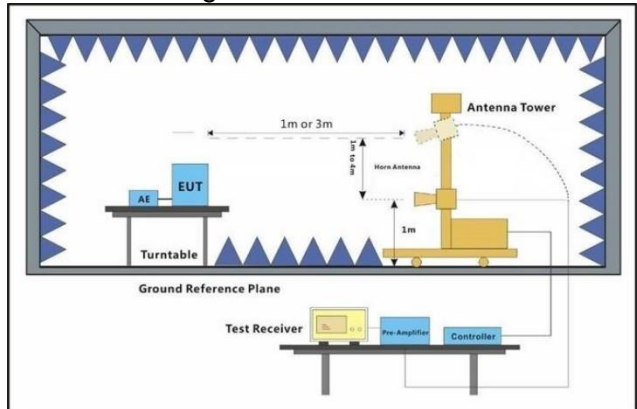 1m or 3m
Antenna Tower
1m to 4m
Horn Antenna
EUT
AE
1m
Turntable
Ground Reference Plane
Test Receiver
Pre-Amplifier
Controller